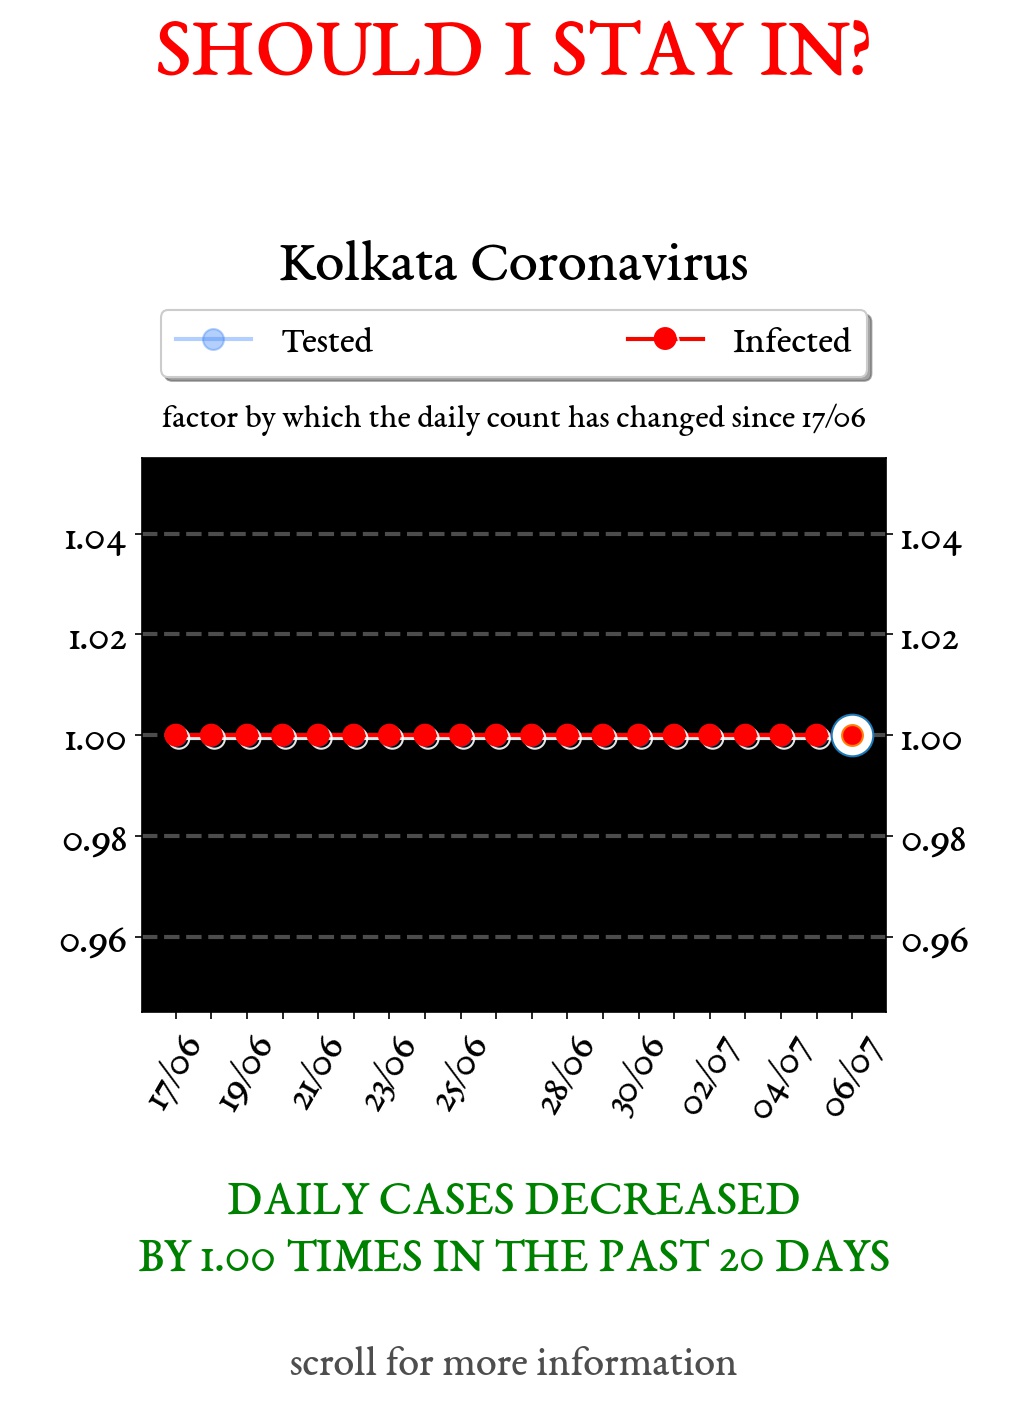 SHOULD I STAY IN?
Kolkata Coronavirus
Tested Infected
factor by which the daily count has changed since 17/06
1.04 1.04
1.02 1.02
1.00 1.00
0.98 0.98
0.96 0.96
17/06 19/06 21/06 23/06 25/06 28/06 30/06 02/07 04/07 06/07
DAILY CASES DECREASED
BY 1.00 TIMES IN THE PAST 20 DAYS
scroll for more information